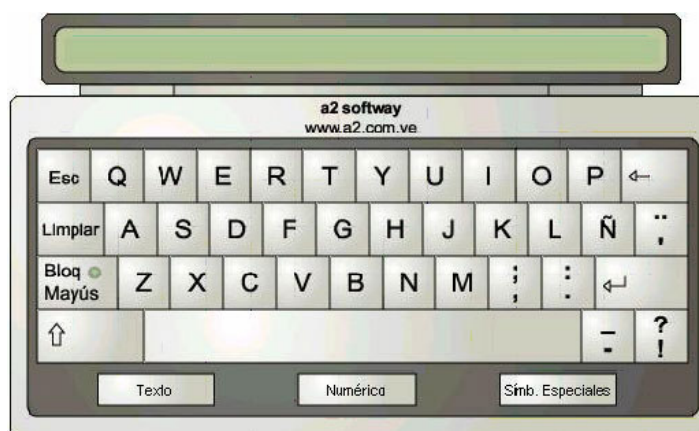 a2 softway
www.a2.com.ve
Esc Q W E R T Y U I O P ←
Limpiar A S D F G H J K L Ñ ¨ '
Bloq Mayús Z X C V B N M ; , : . ↵
⇧ _ - ? !
Texto Numérica Símb. Especiales